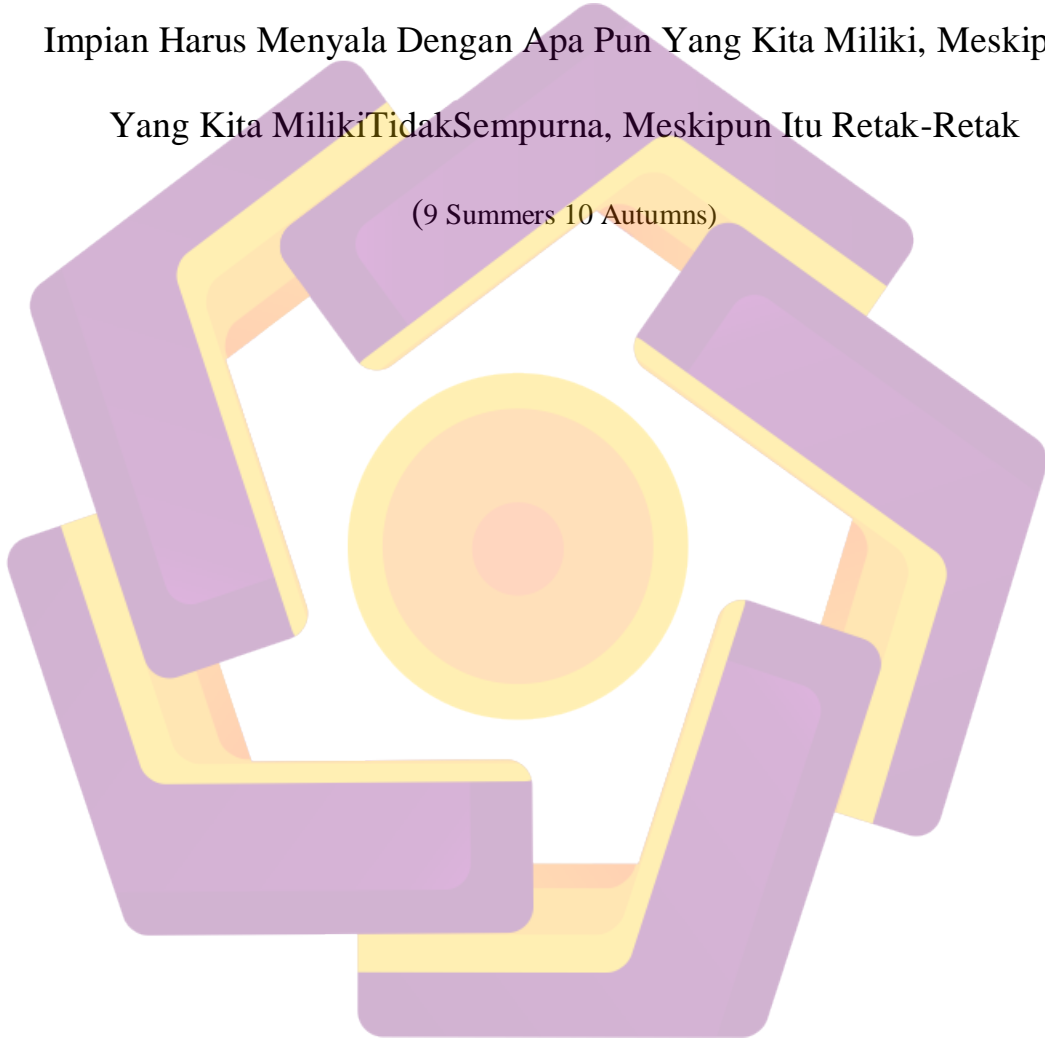 Impian Harus Menyala Dengan Apa Pun Yang Kita Miliki, Meskip
Yang Kita MilikiTidakSempurna, Meskipun Itu Retak-Retak
(9 Summers 10 Autumns)